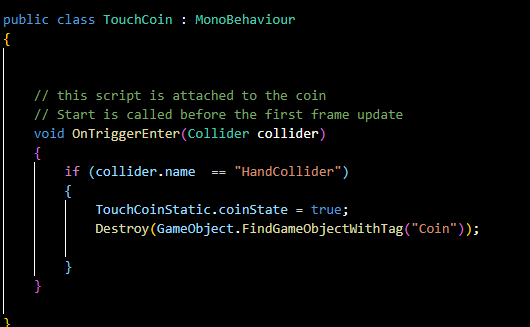 public class TouchCoin : MonoBehaviour
{
// this script is attached to the coin
// Start is called before the first frame update
void OnTriggerEnter(Collider collider)
{
if (collider.name  == "HandCollider")
{
TouchCoinStatic.coinState = true;
Destroy(GameObject.FindGameObjectWithTag("Coin"));
}
}
}